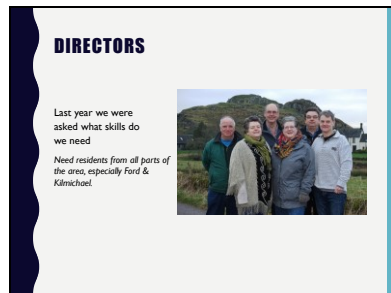 DIRECTORS
Last year we were
asked what skills do
we need
Need residents from all parts of
the area, especially Ford &
Kilmichael.